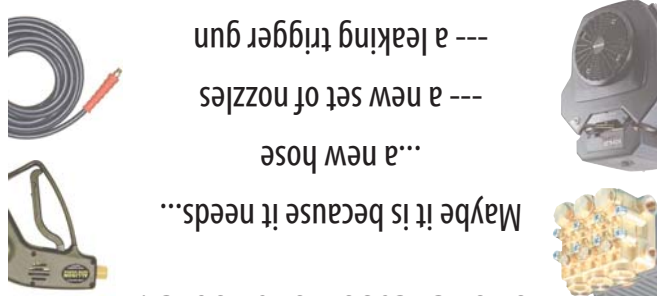 Maybe it is because it needs...
...a new hose
--- a new set of nozzles
--- a leaking trigger gun